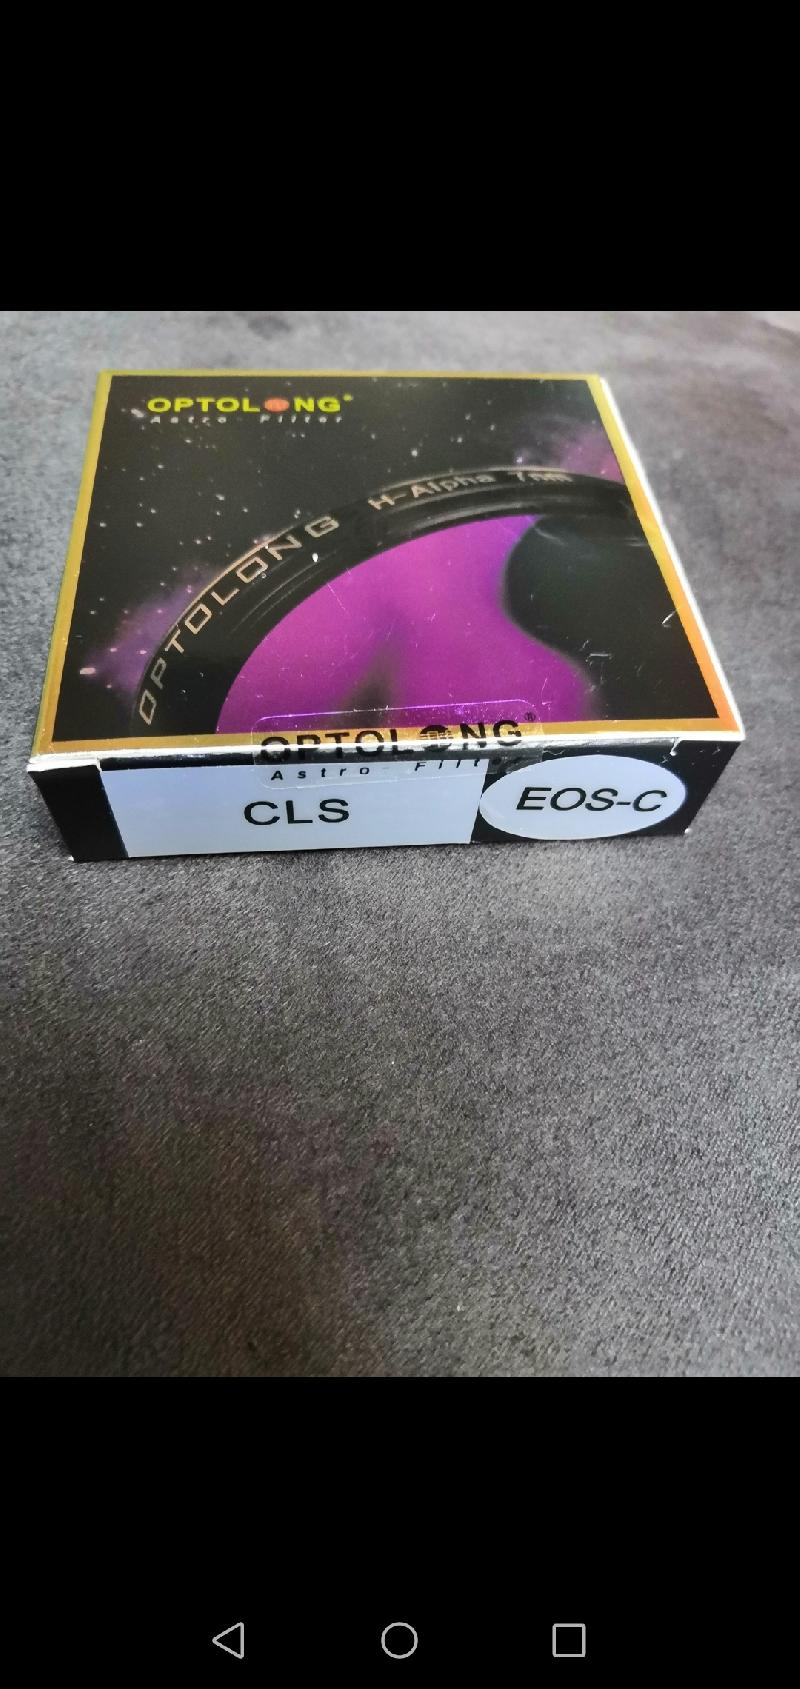 OPTOLONG®
Astro - Filter
OPTOLONG H-Alpha 7nm
OPTOLONG®
Astro - Filter
CLS
EOS-C